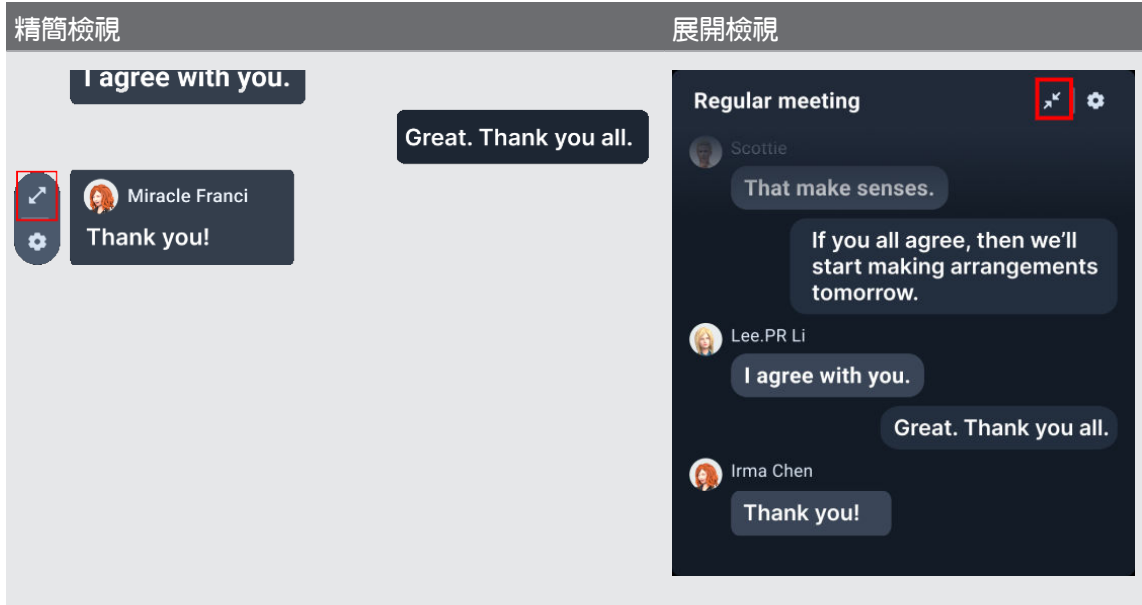 精簡檢視
展開檢視
I agree with you.
Great. Thank you all.
Miracle Franci
Thank you!
Regular meeting
Scottie
That make senses.
If you all agree, then we’ll
start making arrangements
tomorrow.
Lee.PR Li
I agree with you.
Great. Thank you all.
Irma Chen
Thank you!